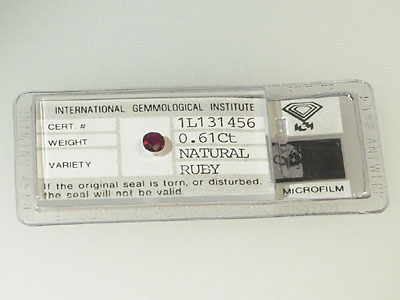 INTERNATIONAL GEMMOLOGICAL INSTITUTE
CERT. # 1L131456
WEIGHT 0.61Ct
VARIETY NATURAL
RUBY
If the original seal is torn, or disturbed.
the seal will not be valid
MICROFILM